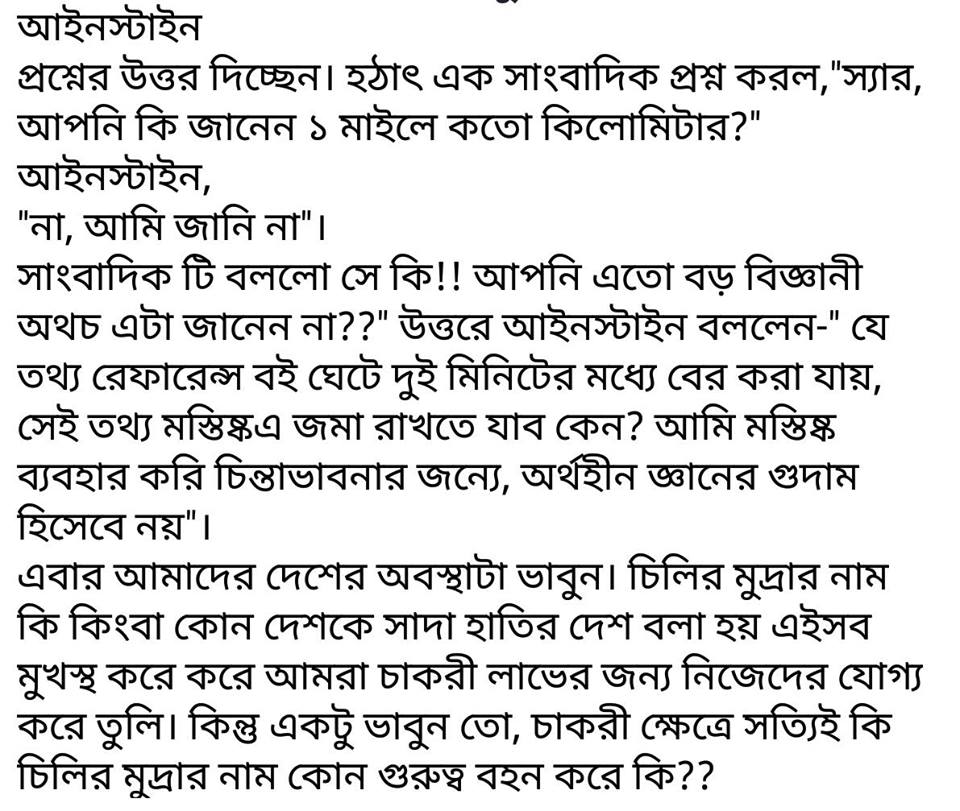 আইনস্টাইন
প্রশ্নের উত্তর দিচ্ছেন। হঠাৎ এক সাংবাদিক প্রশ্ন করল,"স্যার,
আপনি কি জানেন ১ মাইলে কতো কিলোমিটার?"
আইনস্টাইন,
"না, আমি জানি না"।
সাংবাদিক টি বললো সে কি!! আপনি এতো বড় বিজ্ঞানী
অথচ এটা জানেন না??" উত্তরে আইনস্টাইন বললেন-" যে
তথ্য রেফারেন্স বই ঘেটে দুই মিনিটের মধ্যে বের করা যায়,
সেই তথ্য মস্তিষ্কএ জমা রাখতে যাব কেন? আমি মস্তিষ্ক
ব্যবহার করি চিন্তাভাবনার জন্যে, অর্থহীন জ্ঞানের গুদাম
হিসেবে নয়"।
এবার আমাদের দেশের অবস্থাটা ভাবুন। চিলির মুদ্রার নাম
কি কিংবা কোন দেশকে সাদা হাতির দেশ বলা হয় এইসব
মুখস্থ করে করে আমরা চাকরী লাভের জন্য নিজেদের যোগ্য
করে তুলি। কিন্তু একটু ভাবুন তো, চাকরী ক্ষেত্রে সত্যিই কি
চিলির মুদ্রার নাম কোন গুরুত্ব বহন করে কি??